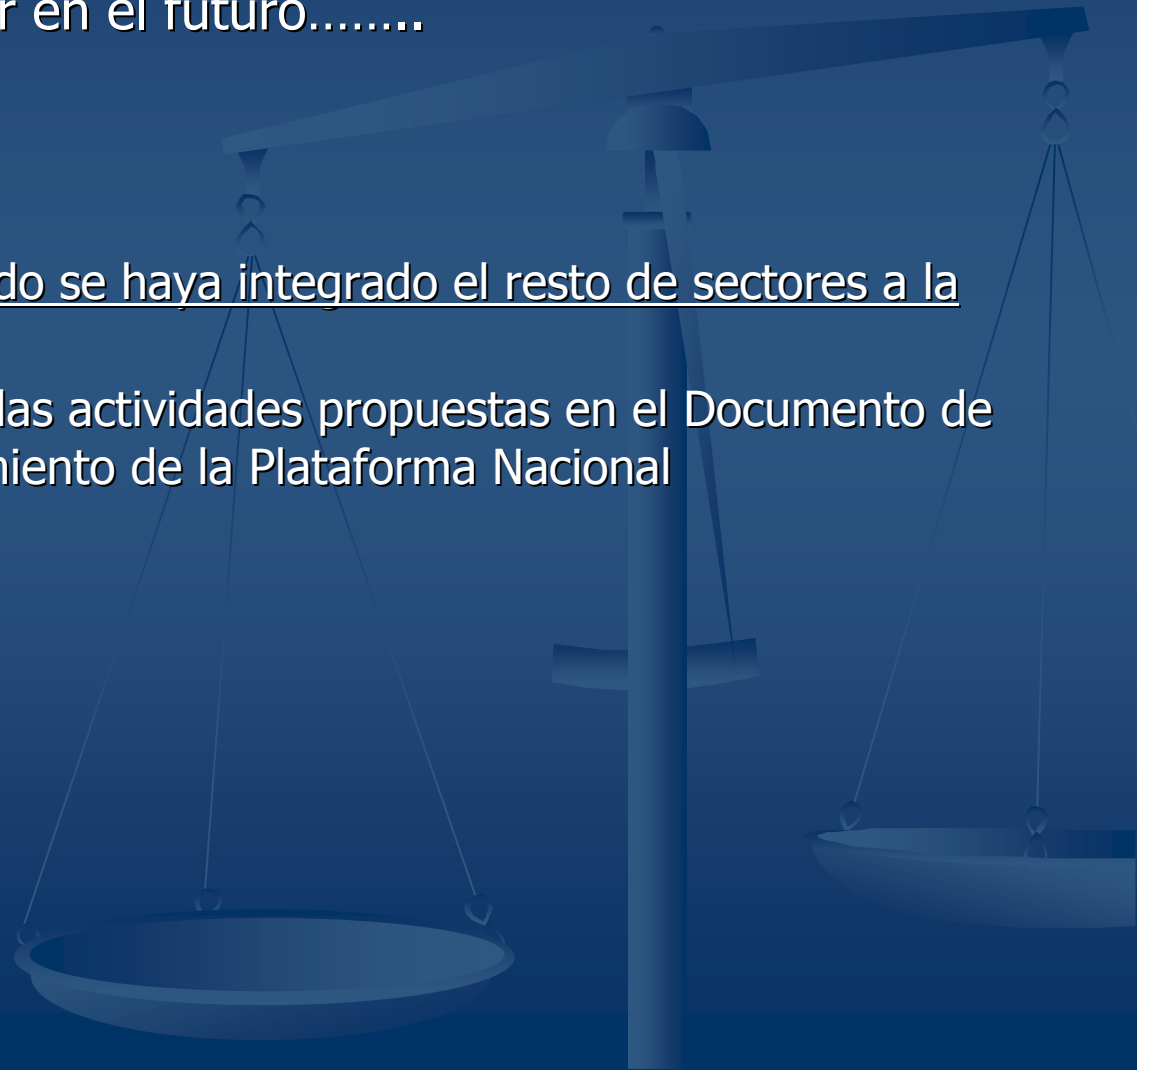 r en el futuro……..
do se haya integrado el resto de sectores a la
las actividades propuestas en el Documento de
miento de la Plataforma Nacional